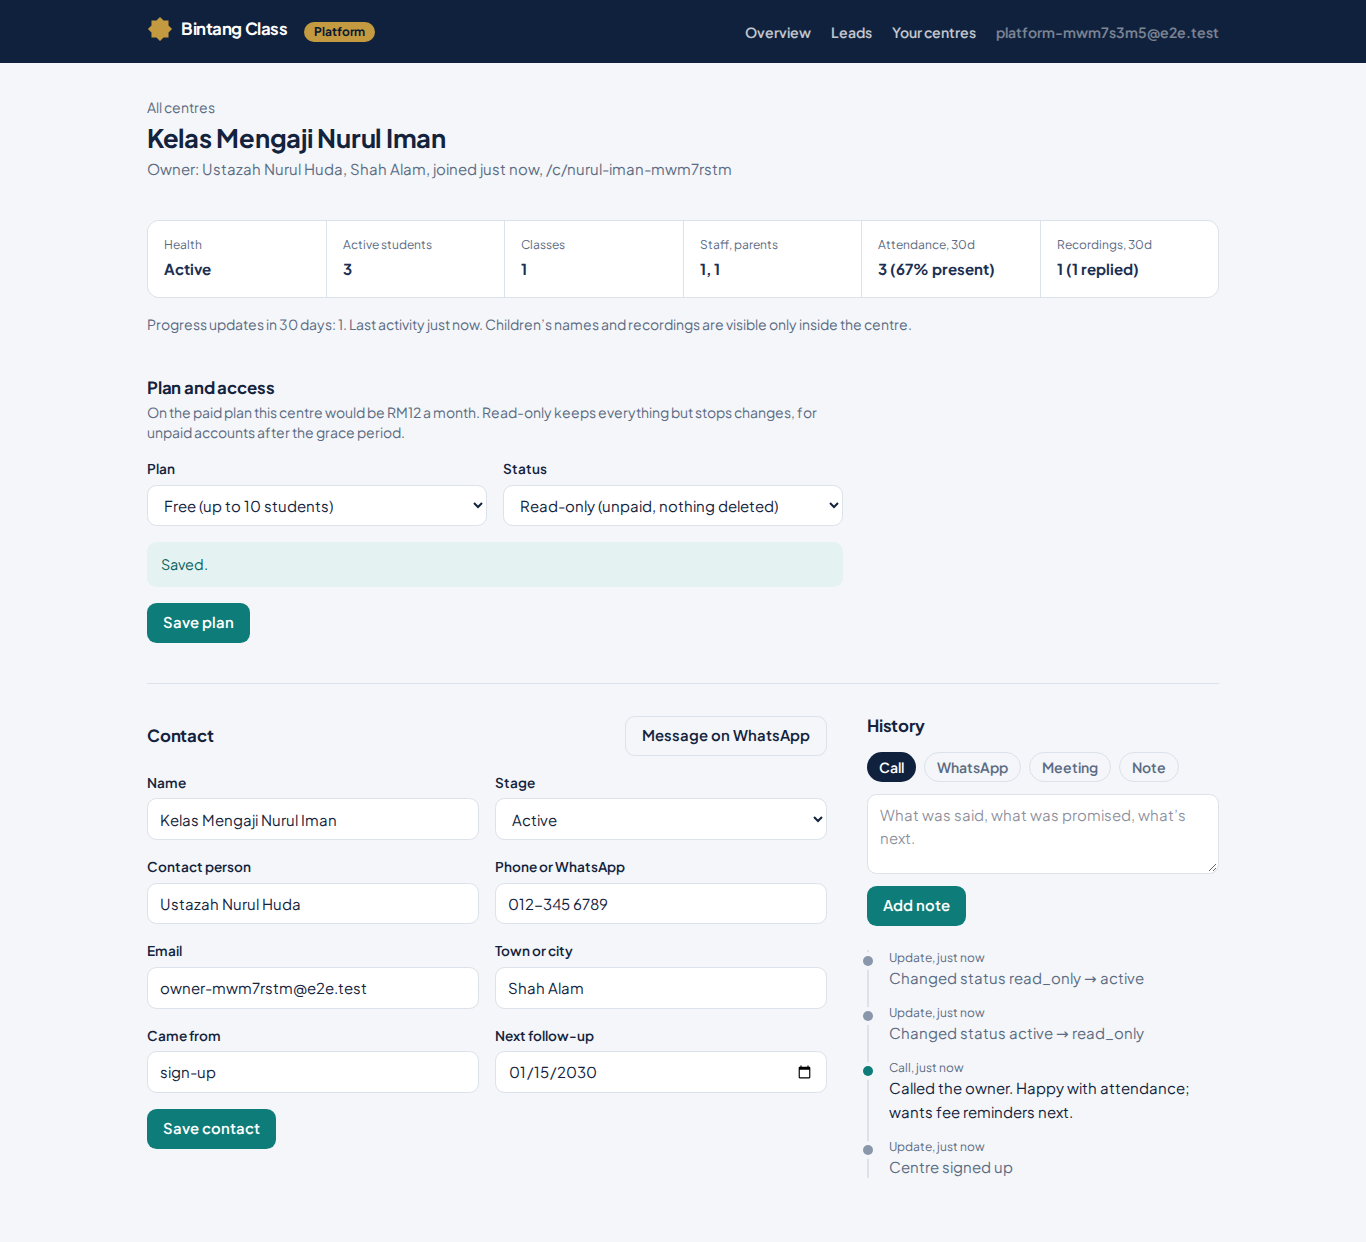 Bintang Class
Platform
Overview
Leads
Your centres
platform-mwm7s3m5@e2e.test
All centres
Kelas Mengaji Nurul Iman
Owner: Ustazah Nurul Huda, Shah Alam, joined just now, /c/nurul-iman-mwm7rstm
Health
Active
Active students
3
Classes
1
Staff, parents
1, 1
Attendance, 30d
3 (67% present)
Recordings, 30d
1 (1 replied)
Progress updates in 30 days: 1. Last activity just now. Children's names and recordings are visible only inside the centre.
Plan and access
On the paid plan this centre would be RM12 a month. Read-only keeps everything but stops changes, for
unpaid accounts after the grace period.
Plan
Free (up to 10 students)
Status
Read-only (unpaid, nothing deleted)
Saved.
Save plan
Contact
Message on WhatsApp
Name
Kelas Mengaji Nurul Iman
Stage
Active
Contact person
Ustazah Nurul Huda
Phone or WhatsApp
012-345 6789
Email
owner-mwm7rstm@e2e.test
Town or city
Shah Alam
Came from
sign-up
Next follow-up
01/15/2030
Save contact
History
Call
WhatsApp
Meeting
Note
What was said, what was promised, what's
next.
Add note
Update, just now
Changed status read_only → active
Update, just now
Changed status active → read_only
Call, just now
Called the owner. Happy with attendance;
wants fee reminders next.
Update, just now
Centre signed up